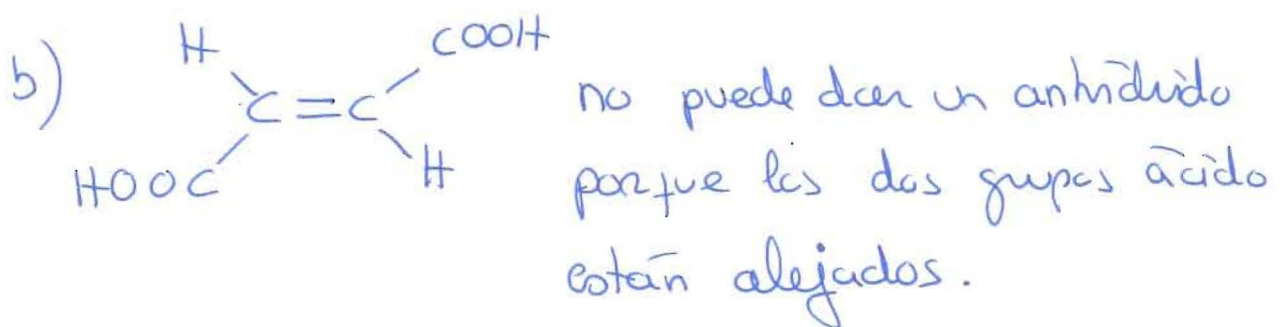 b)
H COOH
C=C
HOOC H
no puede dar un anhídrido
porque los dos grupos ácido
están alejados.